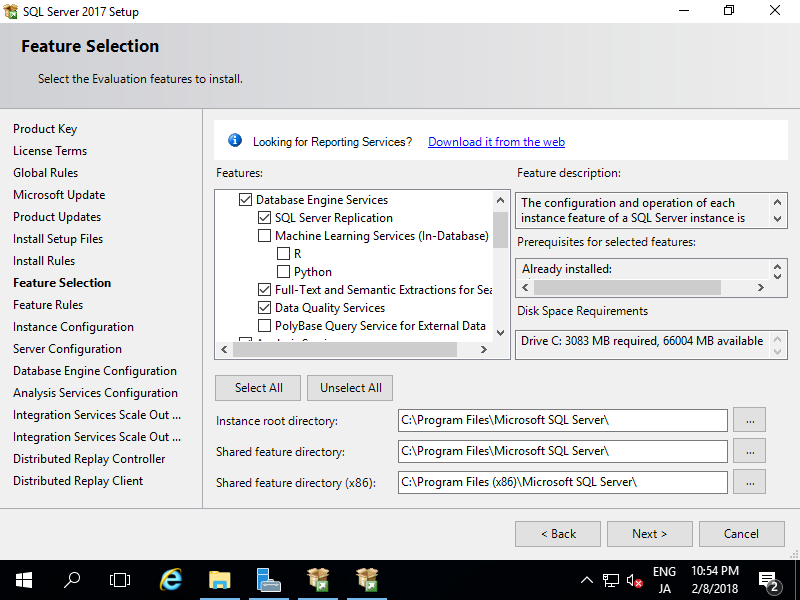 SQL Server 2017 Setup
Feature Selection
Select the Evaluation features to install.
Product Key
License Terms
Global Rules
Microsoft Update
Product Updates
Install Setup Files
Install Rules
Feature Selection
Feature Rules
Instance Configuration
Server Configuration
Database Engine Configuration
Analysis Services Configuration
Integration Services Scale Out ...
Integration Services Scale Out ...
Distributed Replay Controller
Distributed Replay Client
Looking for Reporting Services? Download it from the web
Features:
Database Engine Services
SQL Server Replication
Machine Learning Services (In-Database)
R
Python
Full-Text and Semantic Extractions for Sea
Data Quality Services
PolyBase Query Service for External Data
Feature description:
The configuration and operation of each
instance feature of a SQL Server instance is
Prerequisites for selected features:
Already installed:
Disk Space Requirements
Drive C: 3083 MB required, 66004 MB available
Select All
Unselect All
Instance root directory: C:\Program Files\Microsoft SQL Server\ ...
Shared feature directory: C:\Program Files\Microsoft SQL Server\ ...
Shared feature directory (x86): C:\Program Files (x86)\Microsoft SQL Server\ ...
< Back
Next >
Cancel
ENG
JA
10:54 PM
2/8/2018
2